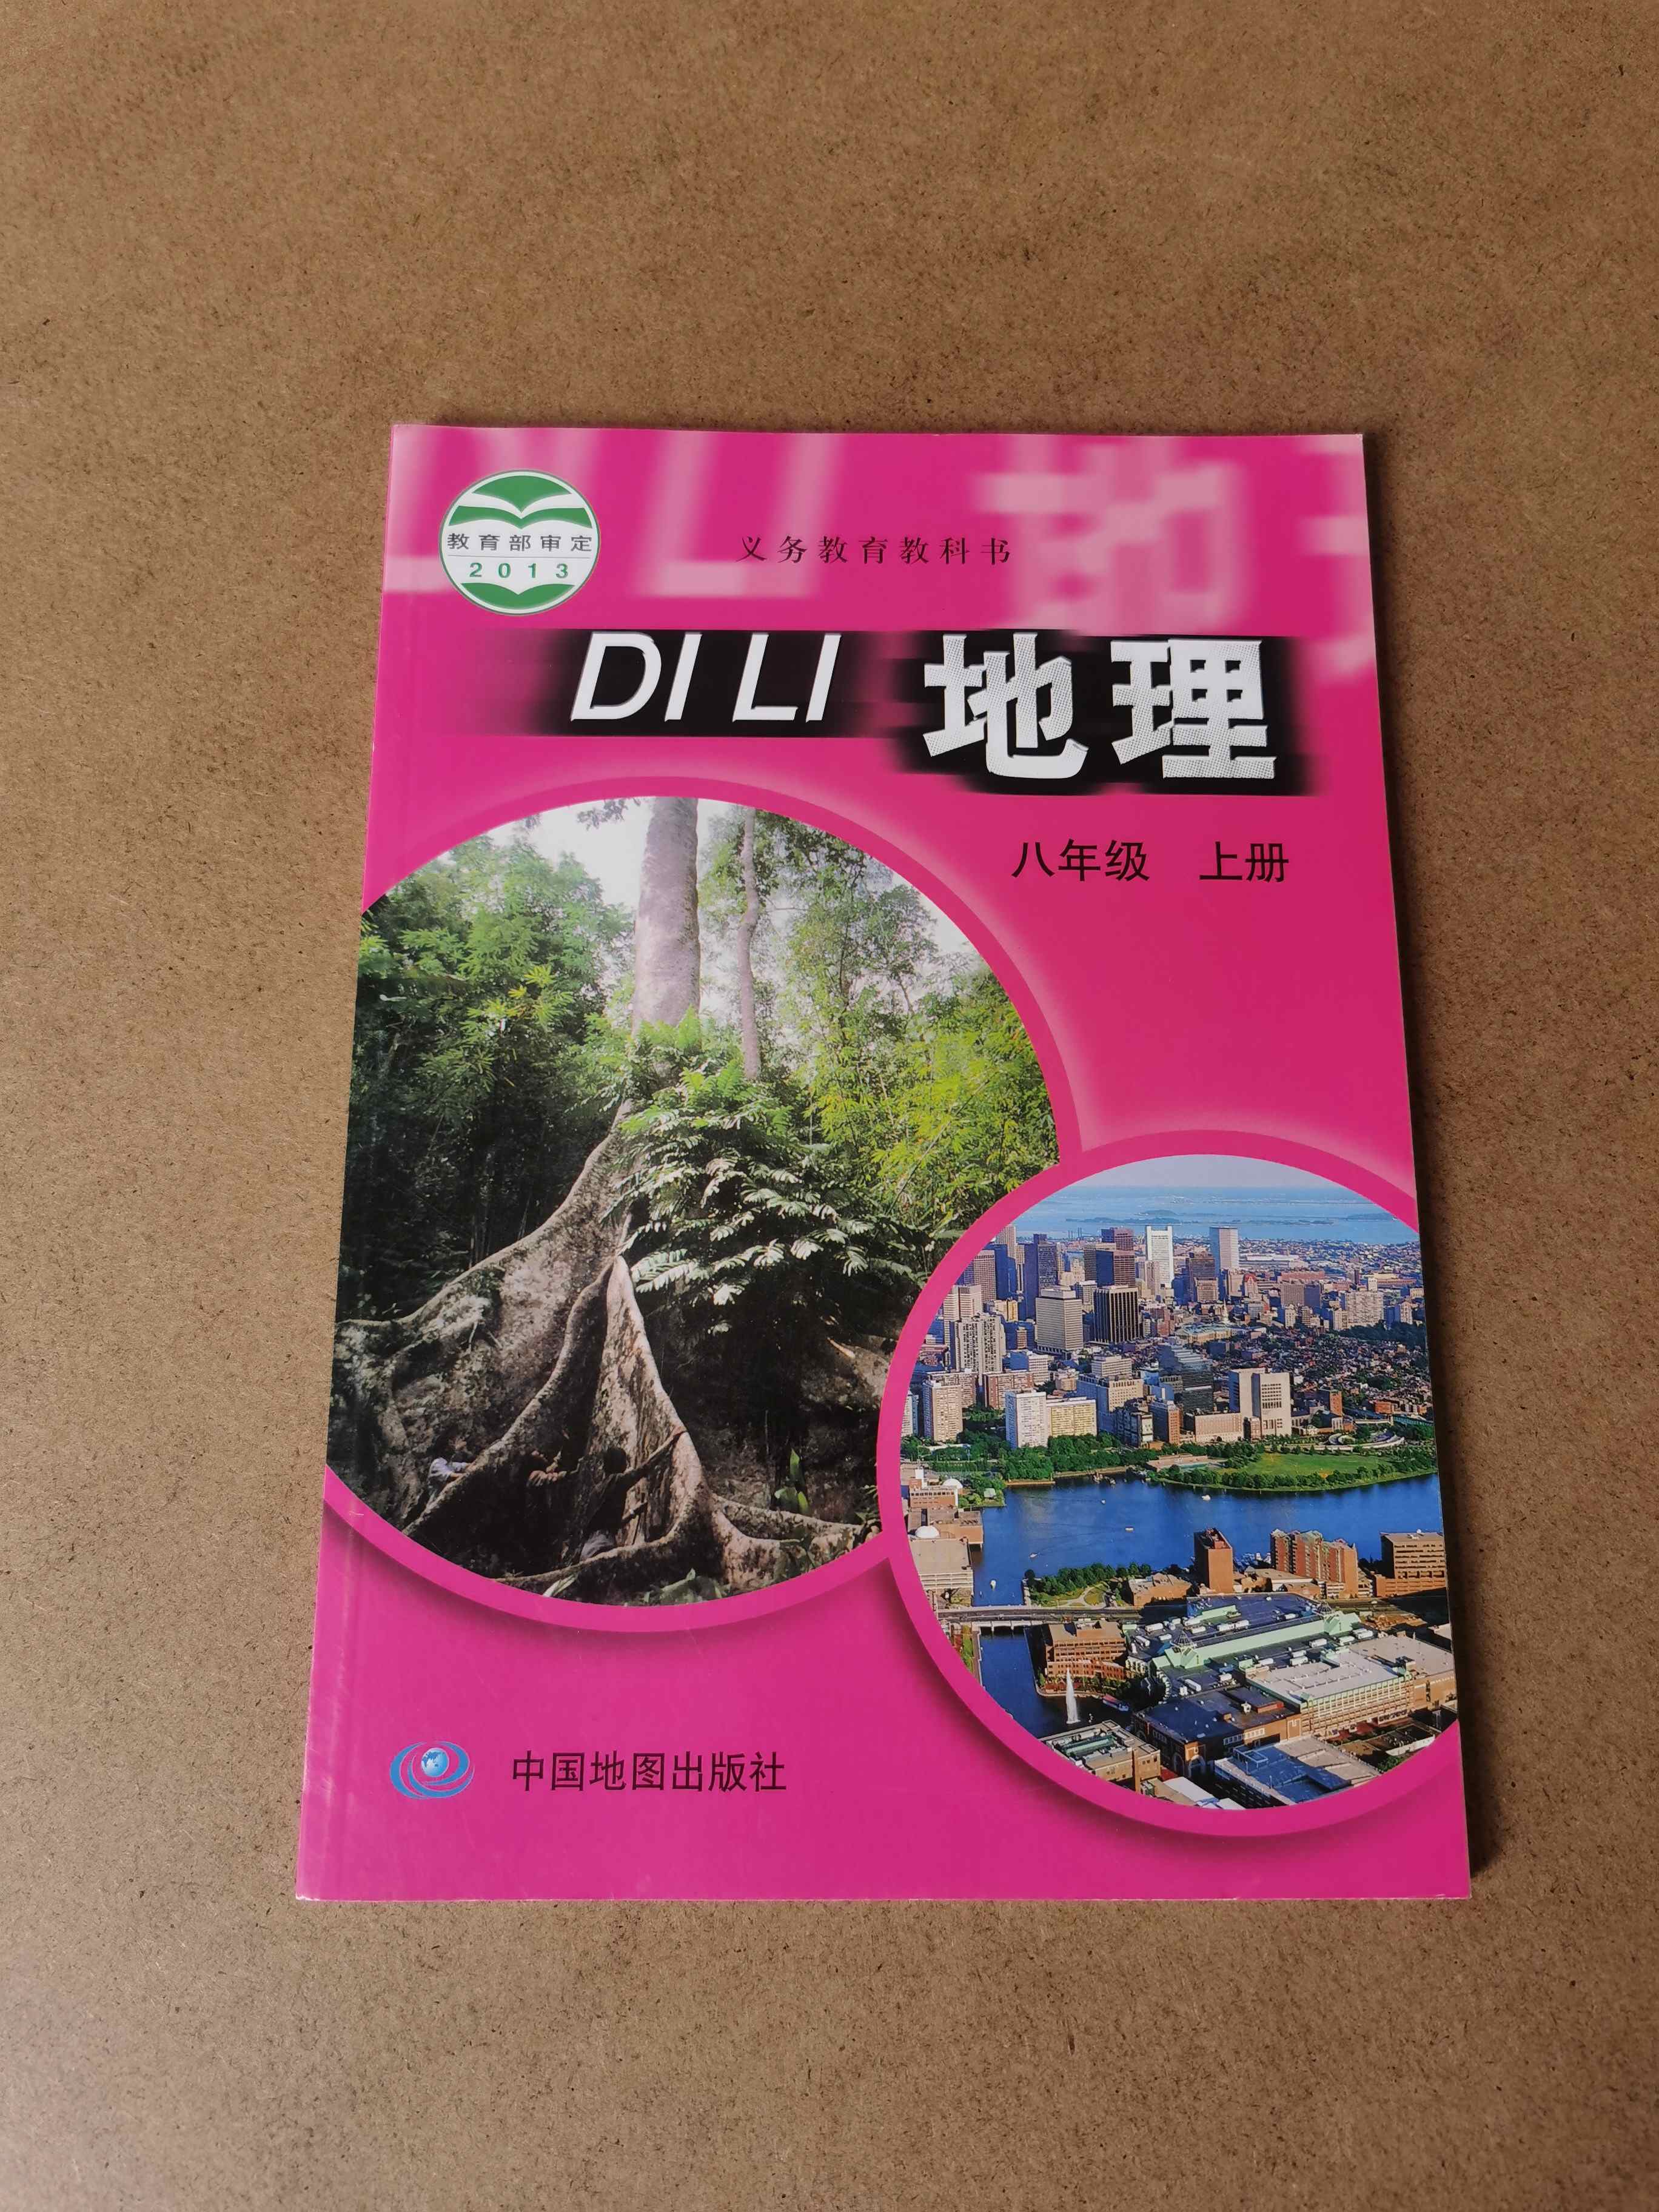 教育部审定
2013
义务教育教科书
DI LI 地理
八年级 上册
中国地图出版社